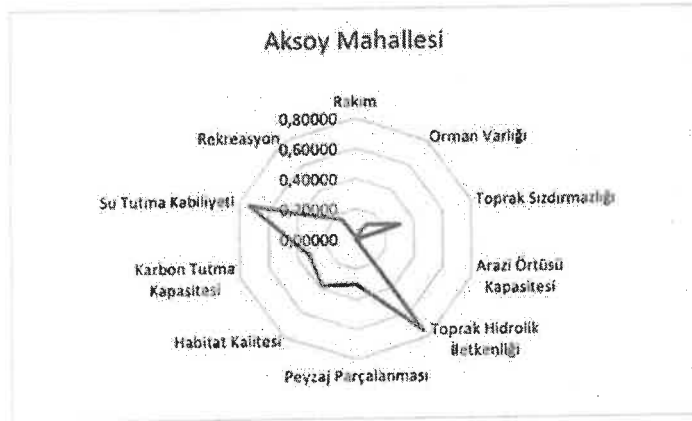 Aksoy Mahallesi
Rakım
0,80000
Orman Varlığı
Rekreasyon
0,60000
0,40000
Toprak Sızdırmazlığı
Su Tutma Kabiliyeti
0,20000
0,00000
Karbon Tutma
Kapasitesi
Arazi Örtüsü
Kapasitesi
Toprak Hidrolik
İletkenliği
Habitat Kalitesi
Peyzaj Parçalanması